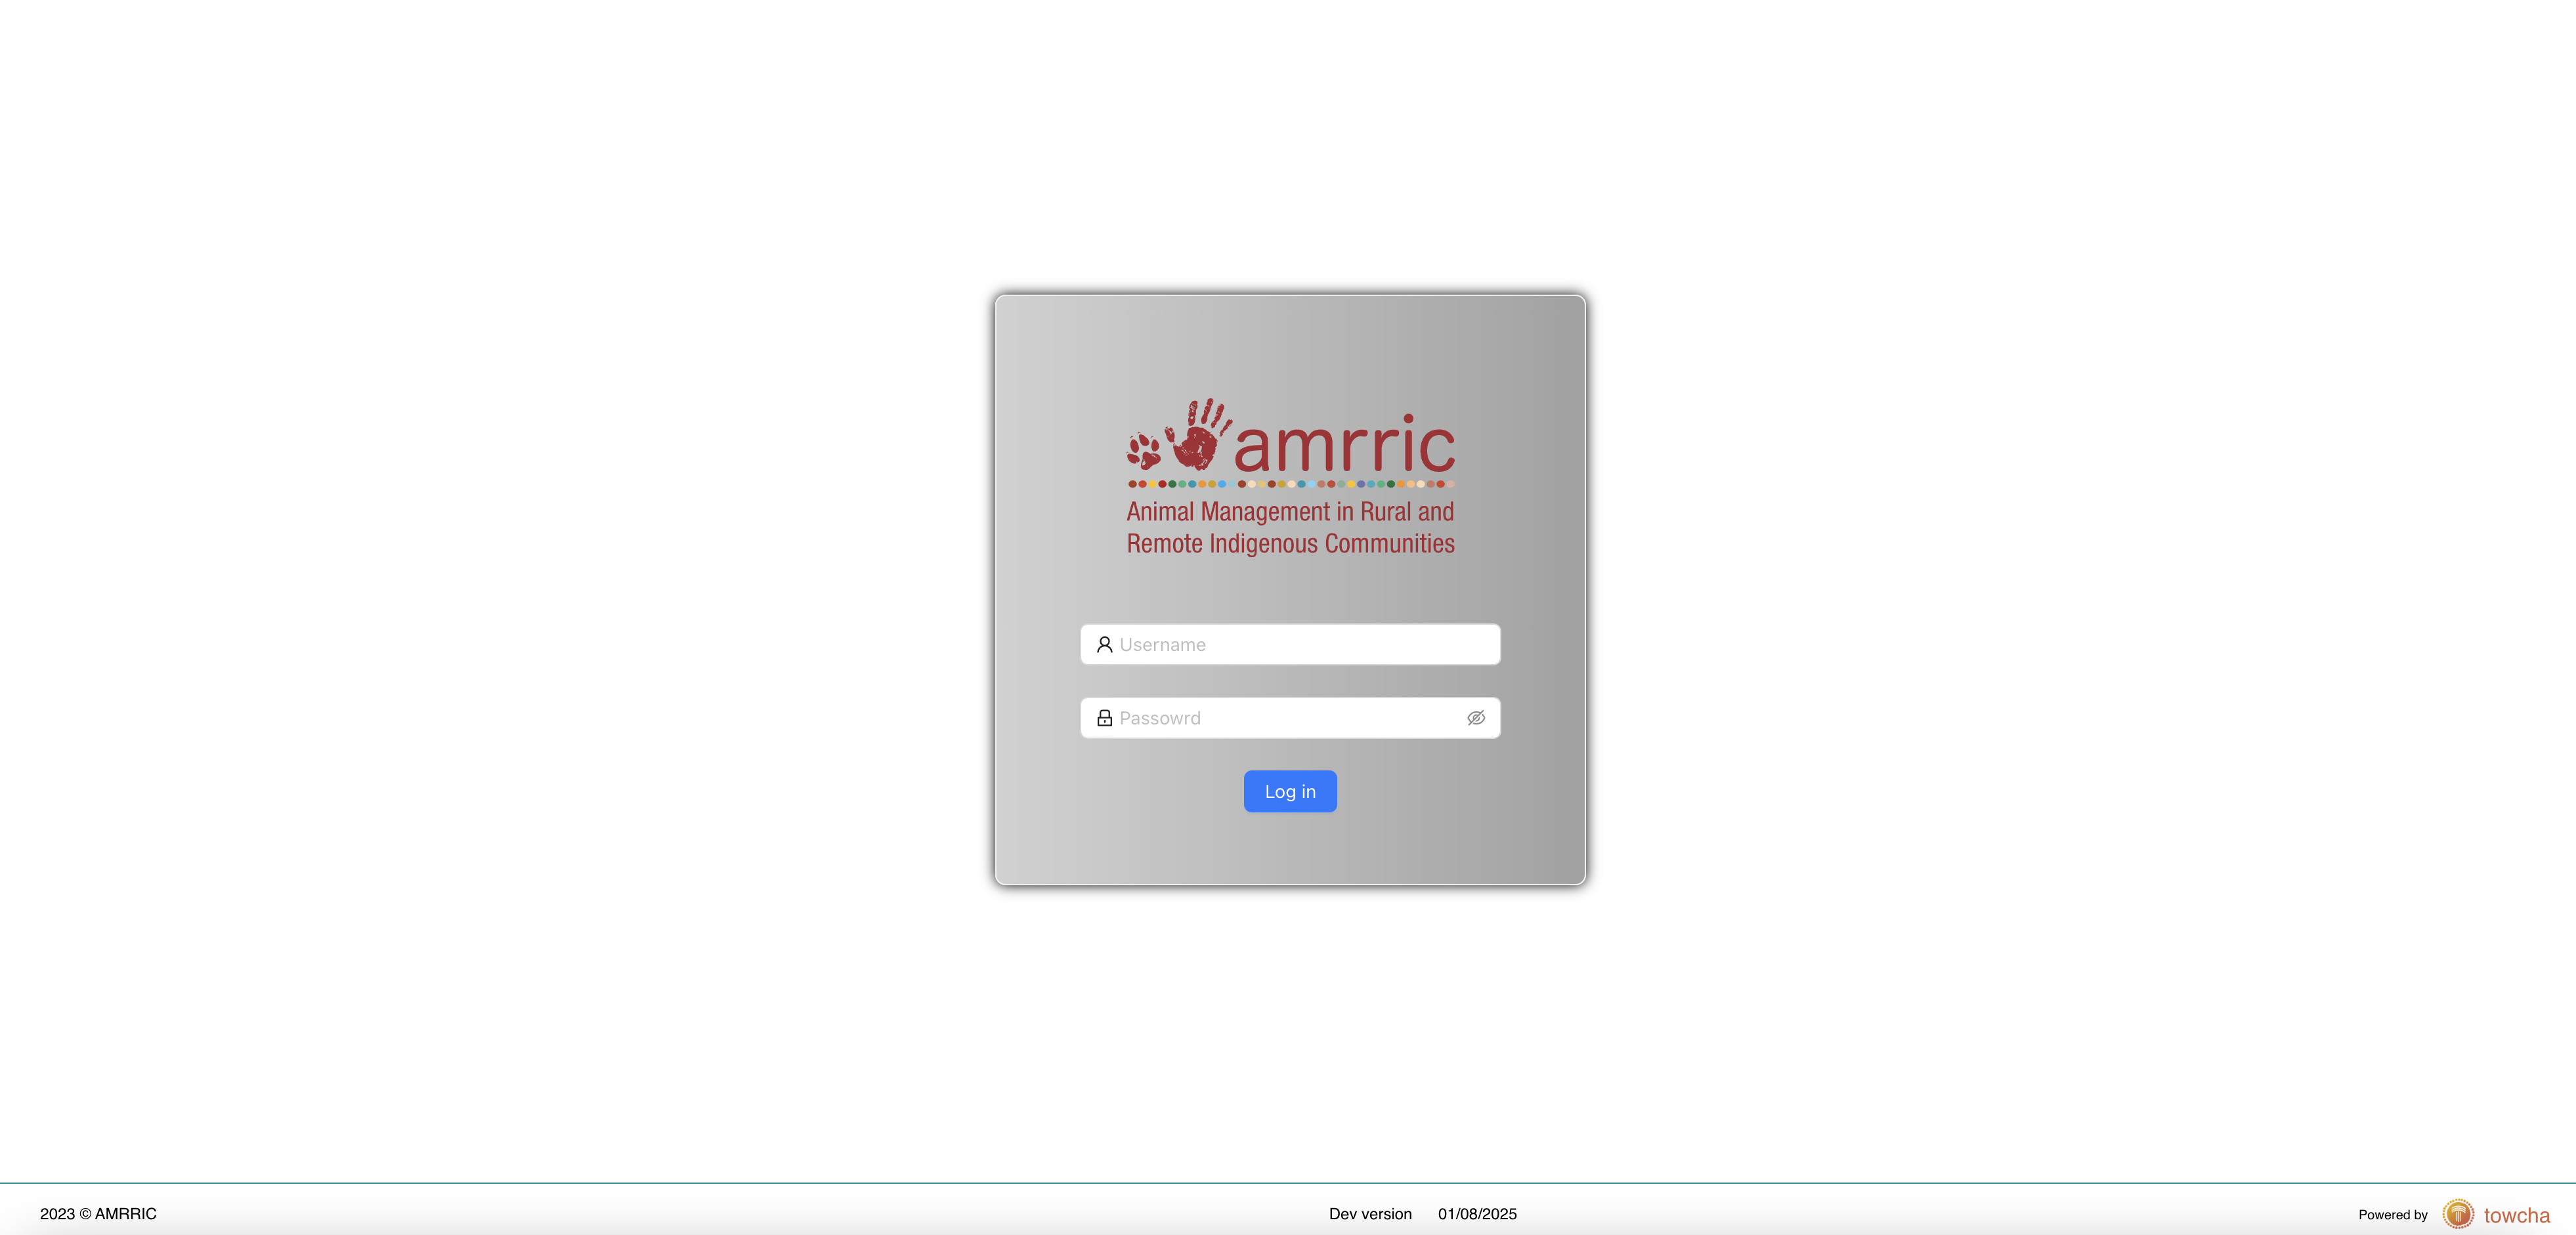 amrric
Animal Management in Rural and
Remote Indigenous Communities
Username
Passowrd
Log in
2023 © AMRRIC
Dev version 01/08/2025
Powered by towcha